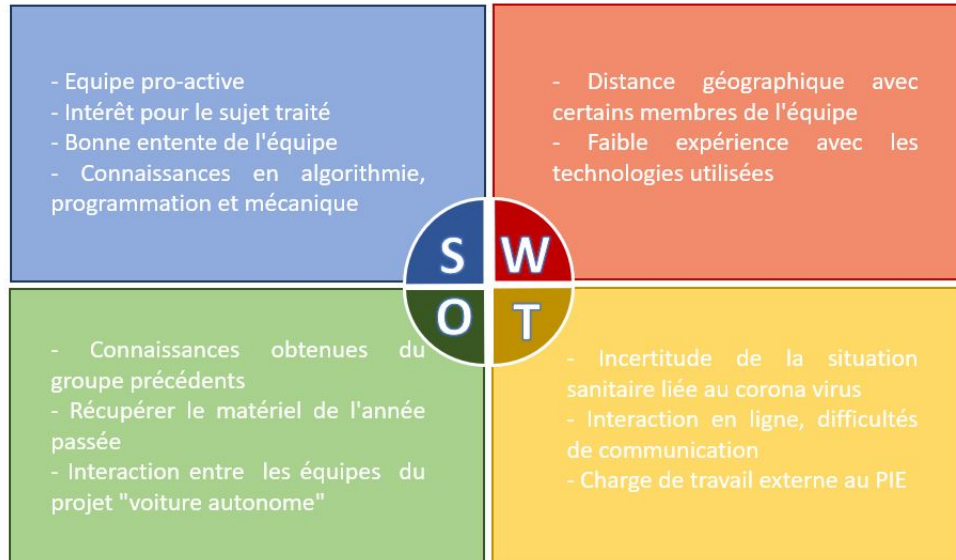 - Equipe pro-active
- Intérêt pour le sujet traité
- Bonne entente de l'équipe
- Connaissances en algorithmie,
programmation et mécanique
- Distance géographique avec
certains membres de l'équipe
- Faible expérience avec les
technologies utilisées
S W
O T
- Connaissances obtenues du
groupe précédents
- Récupérer le matériel de l'année
passée
- Interaction entre les équipes du
projet "voiture autonome"
- Incertitude de la situation
sanitaire liée au corona virus
- Interaction en ligne, difficultés
de communication
- Charge de travail externe au PIE